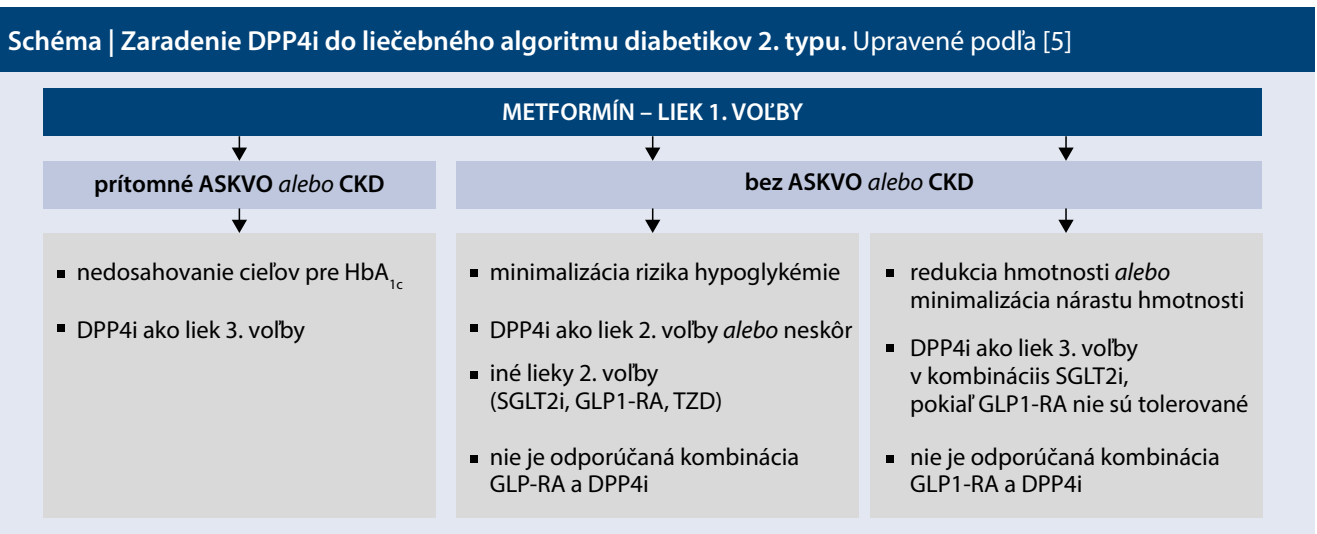 Schéma | Zaradenie DPP4i do liečebného algoritmu diabetikov 2. typu. Upravené podľa [5]
METFORMÍN – LIEK 1. VOĽBY
prítomné ASKVO alebo CKD
bez ASKVO alebo CKD
▪ nedosahovanie cieľov pre HbA1c
▪ DPP4i ako liek 3. voľby
▪ minimalizácia rizika hypoglykémie
▪ DPP4i ako liek 2. voľby alebo neskôr
▪ iné lieky 2. voľby
(SGLT2i, GLP1-RA, TZD)
▪ nie je odporúčaná kombinácia
GLP-RA a DPP4i
▪ redukcia hmotnosti alebo
minimalizácia nárastu hmotnosti
▪ DPP4i ako liek 3. voľby
v kombináciis SGLT2i,
pokiaľ GLP1-RA nie sú tolerované
▪ nie je odporúčaná kombinácia
GLP1-RA a DPP4i